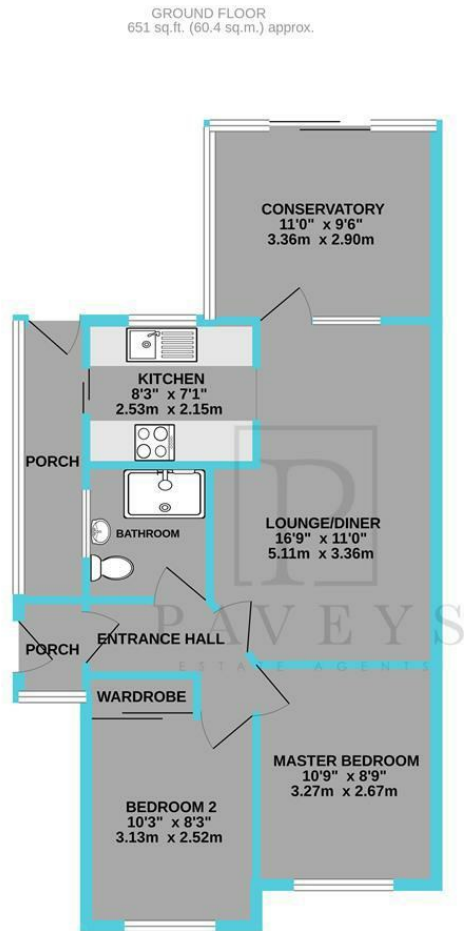 GROUND FLOOR
651 sq.ft. (60.4 sq.m.) approx.
CONSERVATORY
11'0" x 9'6"
3.36m x 2.90m
KITCHEN
8'3" x 7'1"
2.53m x 2.15m
PORCH
LOUNGE/DINER
16'9" x 11'0"
5.11m x 3.36m
BATHROOM
PAVEYS
ESTATE AGENTS
PORCH
ENTRANCE HALL
WARDROBE
MASTER BEDROOM
10'9" x 8'9"
3.27m x 2.67m
BEDROOM 2
10'3" x 8'3"
3.13m x 2.52m